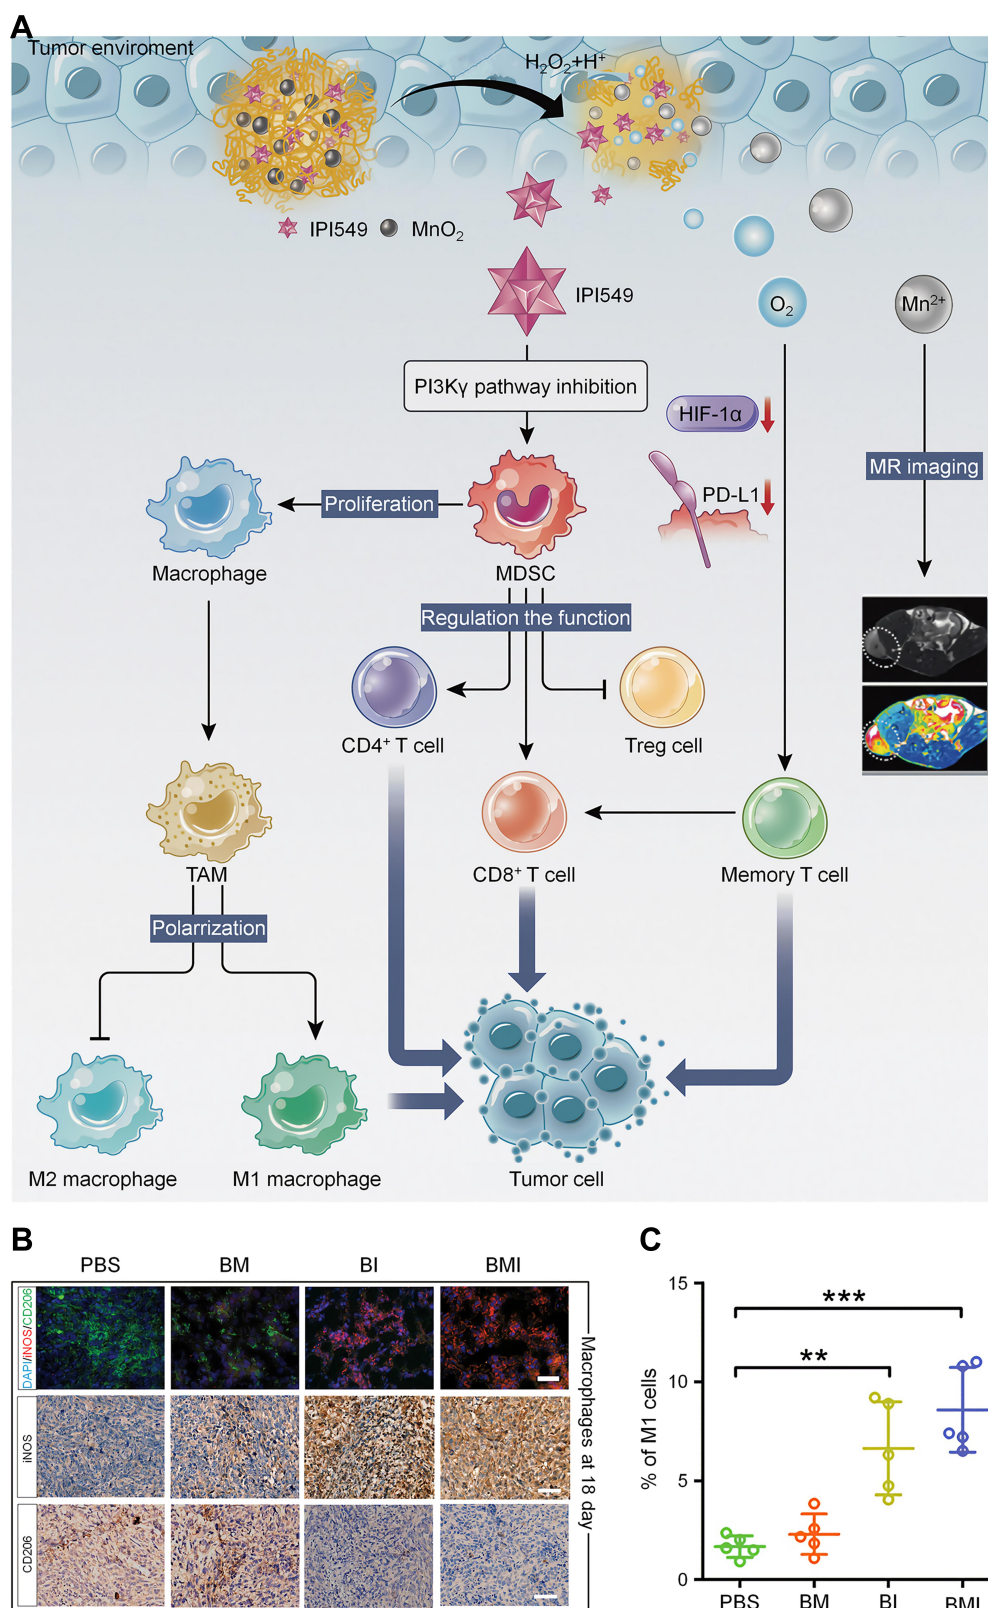 A
Tumor enviroment
H₂O₂+H⁺
IPI549
MnO₂
IPI549
O₂
Mn²⁺
PI3Kγ pathway inhibition
HIF-1α
MR imaging
PD-L1
Proliferation
Macrophage
MDSC
Regulation the function
CD4⁺ T cell
Treg cell
TAM
CD8⁺ T cell
Memory T cell
Polarrization
M2 macrophage
M1 macrophage
Tumor cell
B
PBS
BM
BI
BMI
DAPI/iNOS/CD206
iNOS
CD206
Macrophages at 18 day
C
% of M1 cells
15
10
5
0
***
**
PBS
BM
BI
BMI